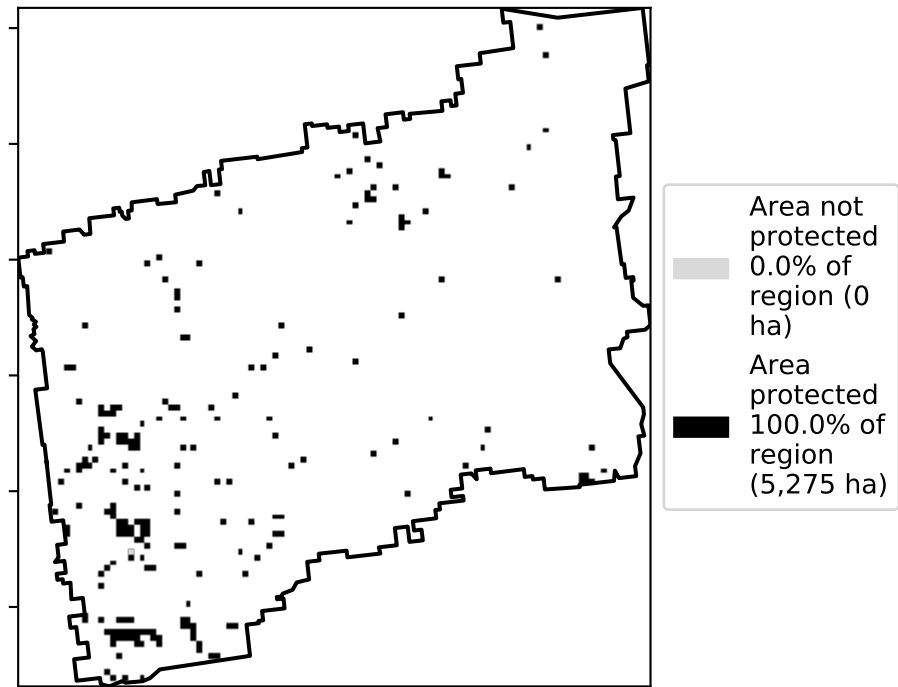 Area not
protected
0.0% of
region (0
ha)
Area
protected
100.0% of
region
(5,275 ha)